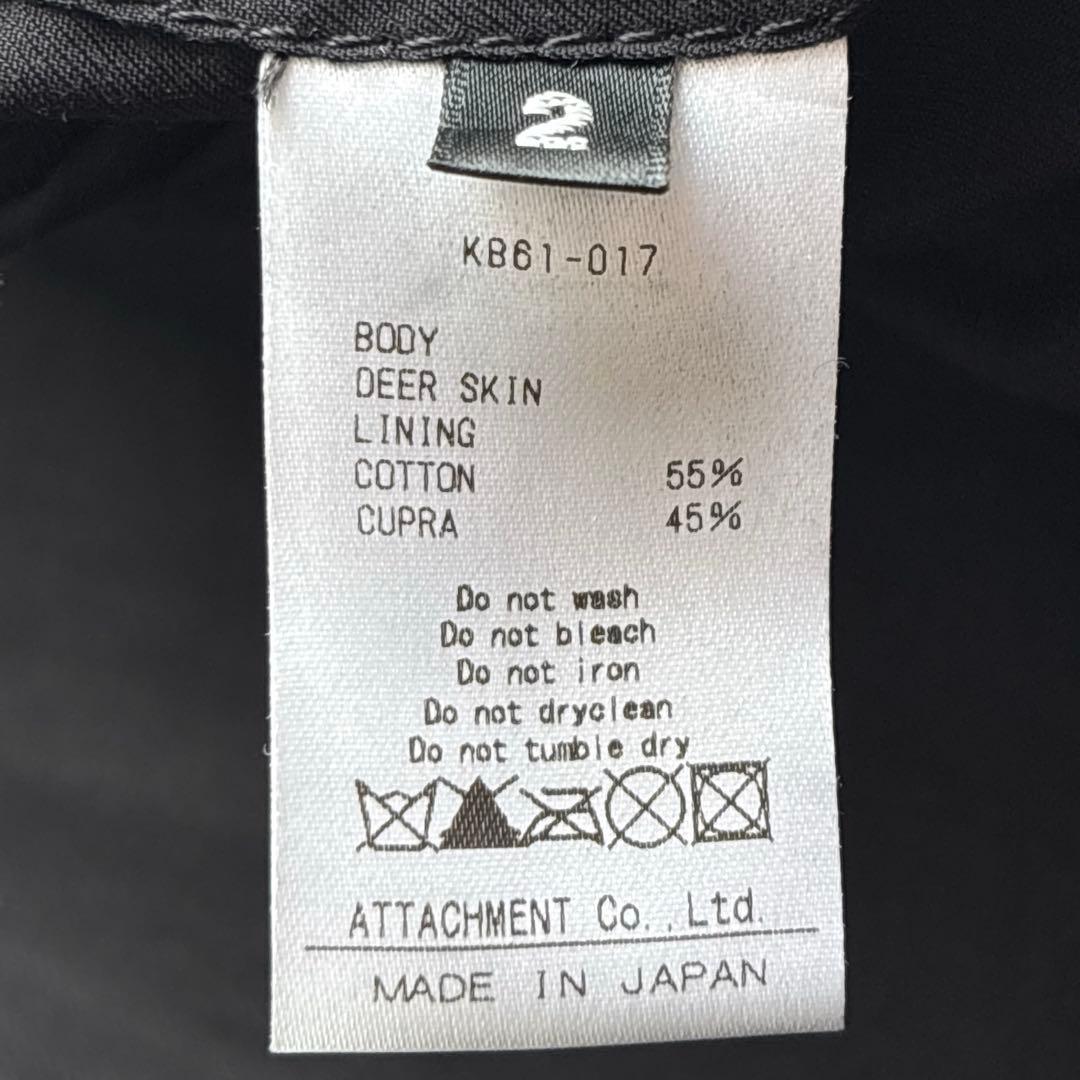 2
KB61-017
BODY
DEER SKIN
LINING
COTTON 55%
CUPRA 45%
Do not wash
Do not bleach
Do not iron
Do not dryclean
Do not tumble dry
ATTACHMENT Co.,Ltd.
MADE IN JAPAN